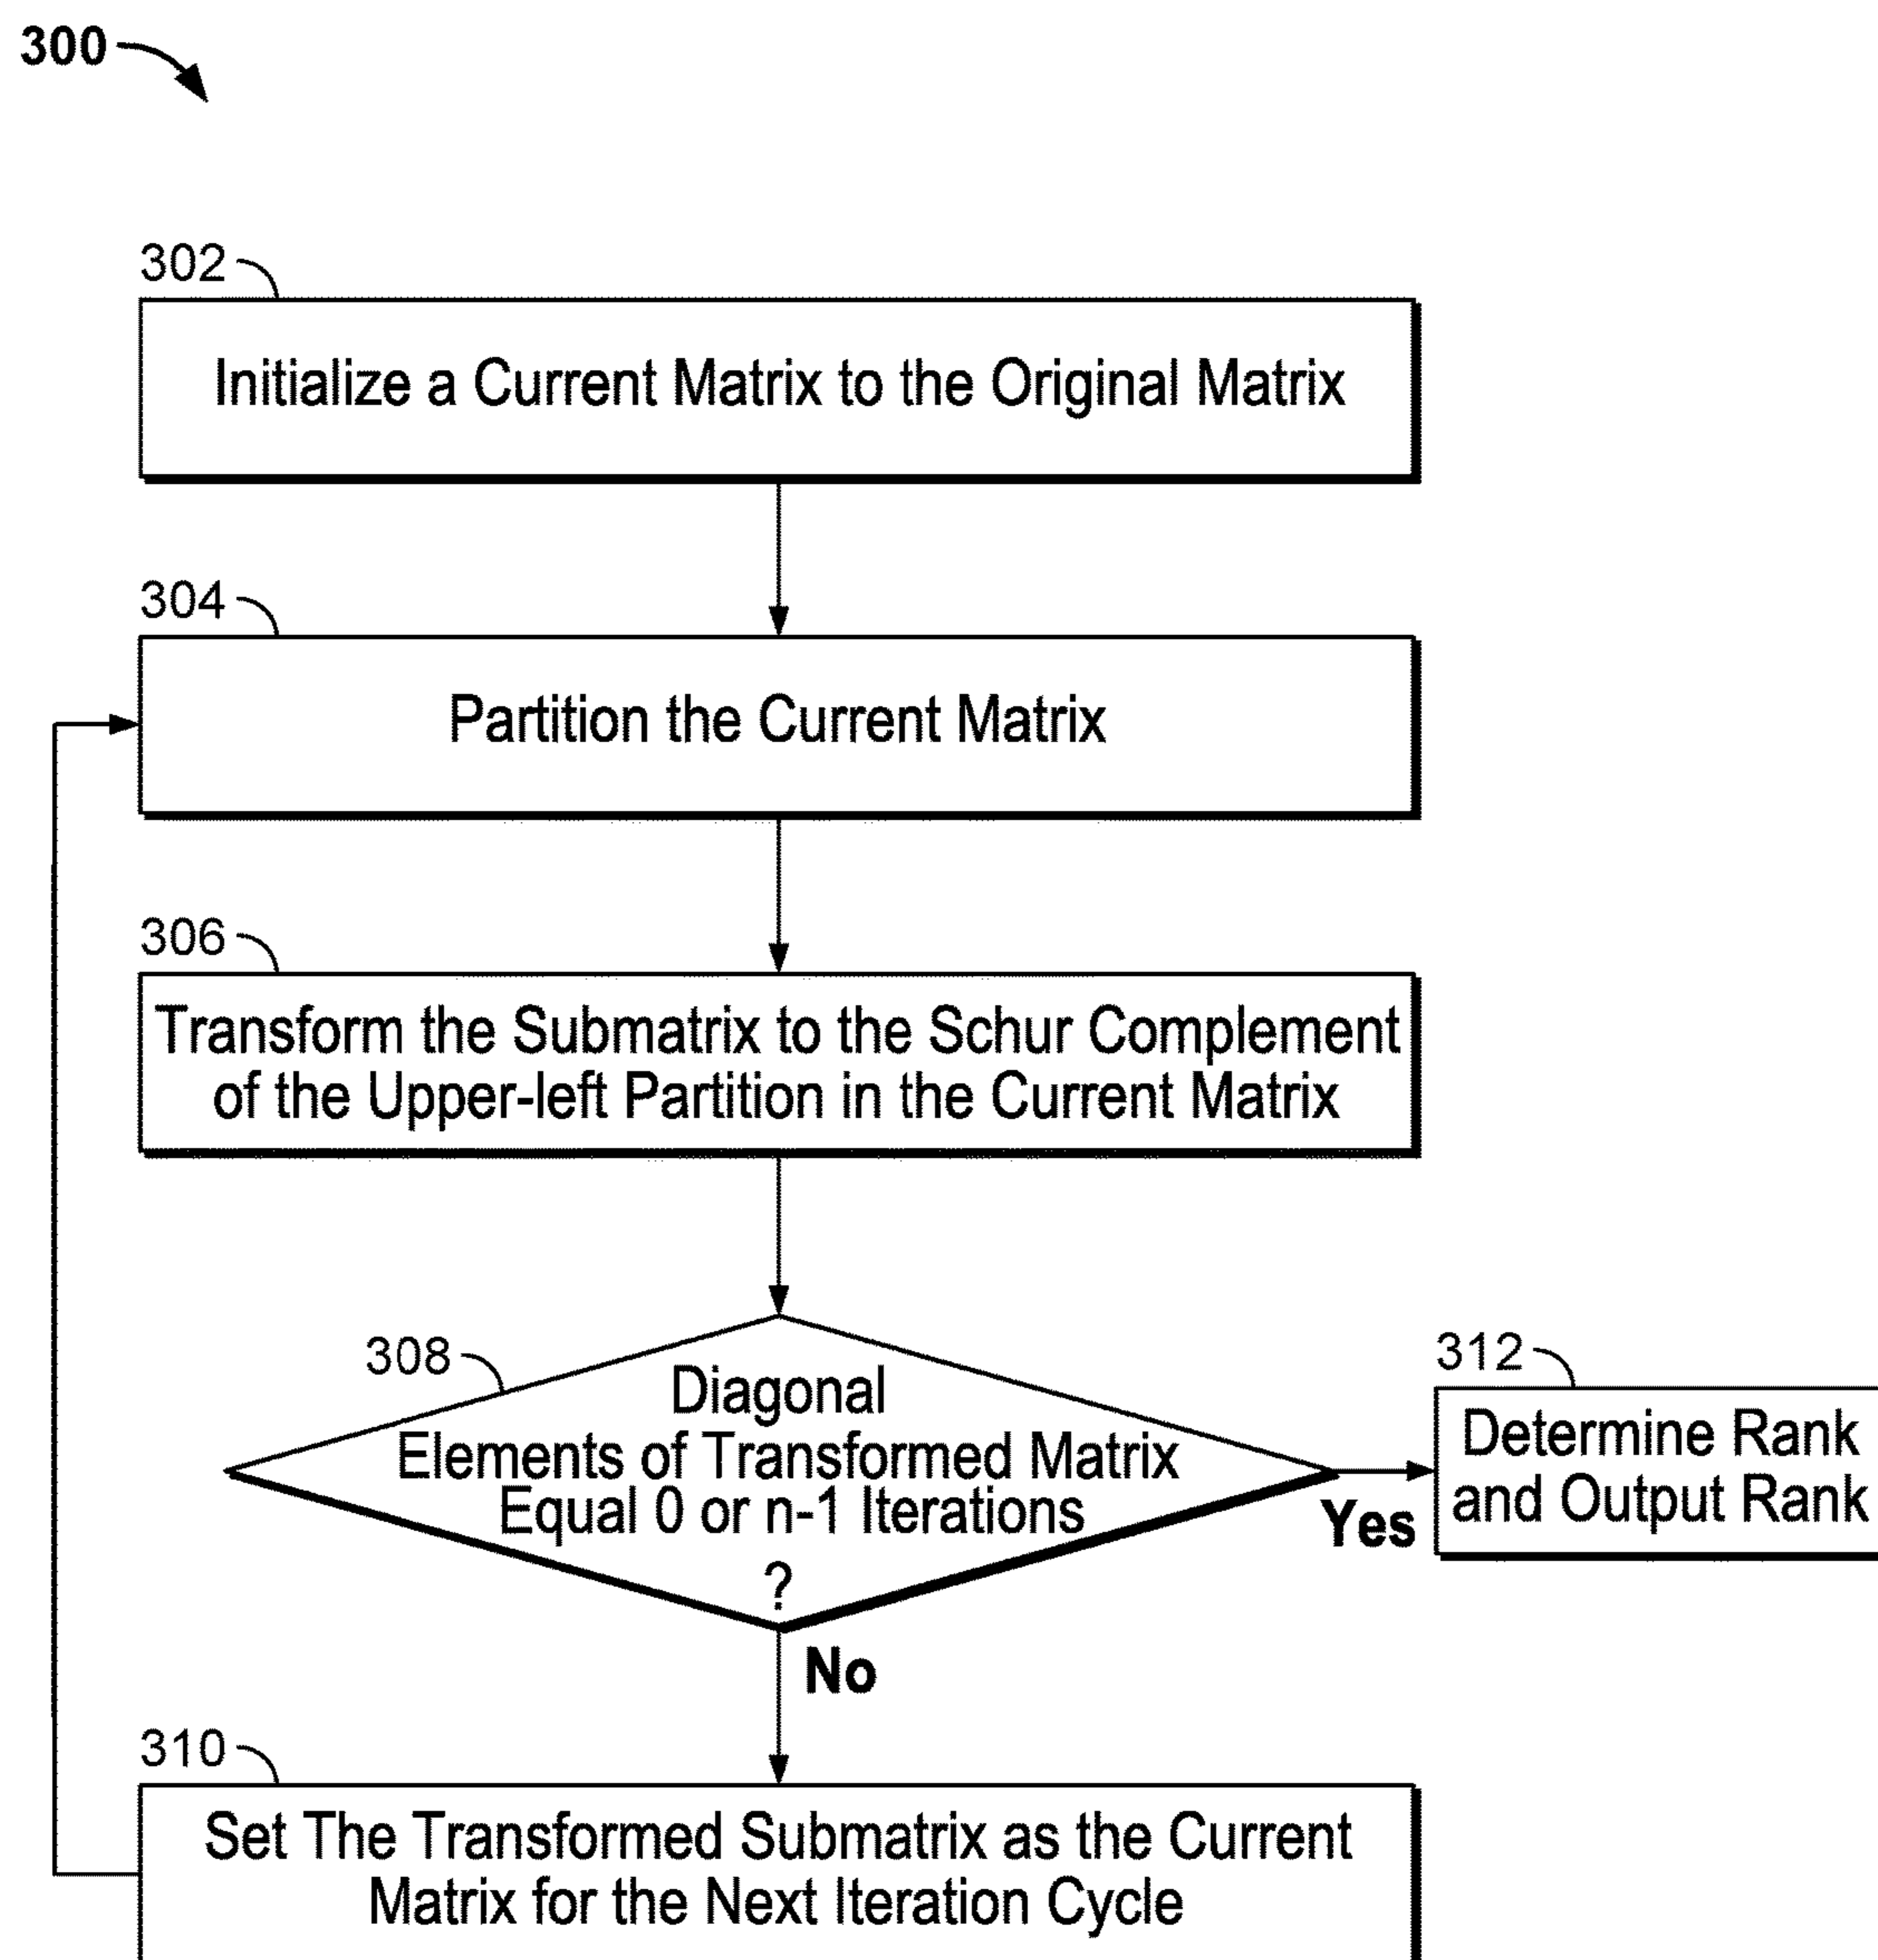 300
302
Initialize a Current Matrix to the Original Matrix
304
Partition the Current Matrix
306
Transform the Submatrix to the Schur Complement
of the Upper-left Partition in the Current Matrix
308
Diagonal
Elements of Transformed Matrix
Equal 0 or n-1 Iterations
?
Yes
312
Determine Rank
and Output Rank
No
310
Set The Transformed Submatrix as the Current
Matrix for the Next Iteration Cycle